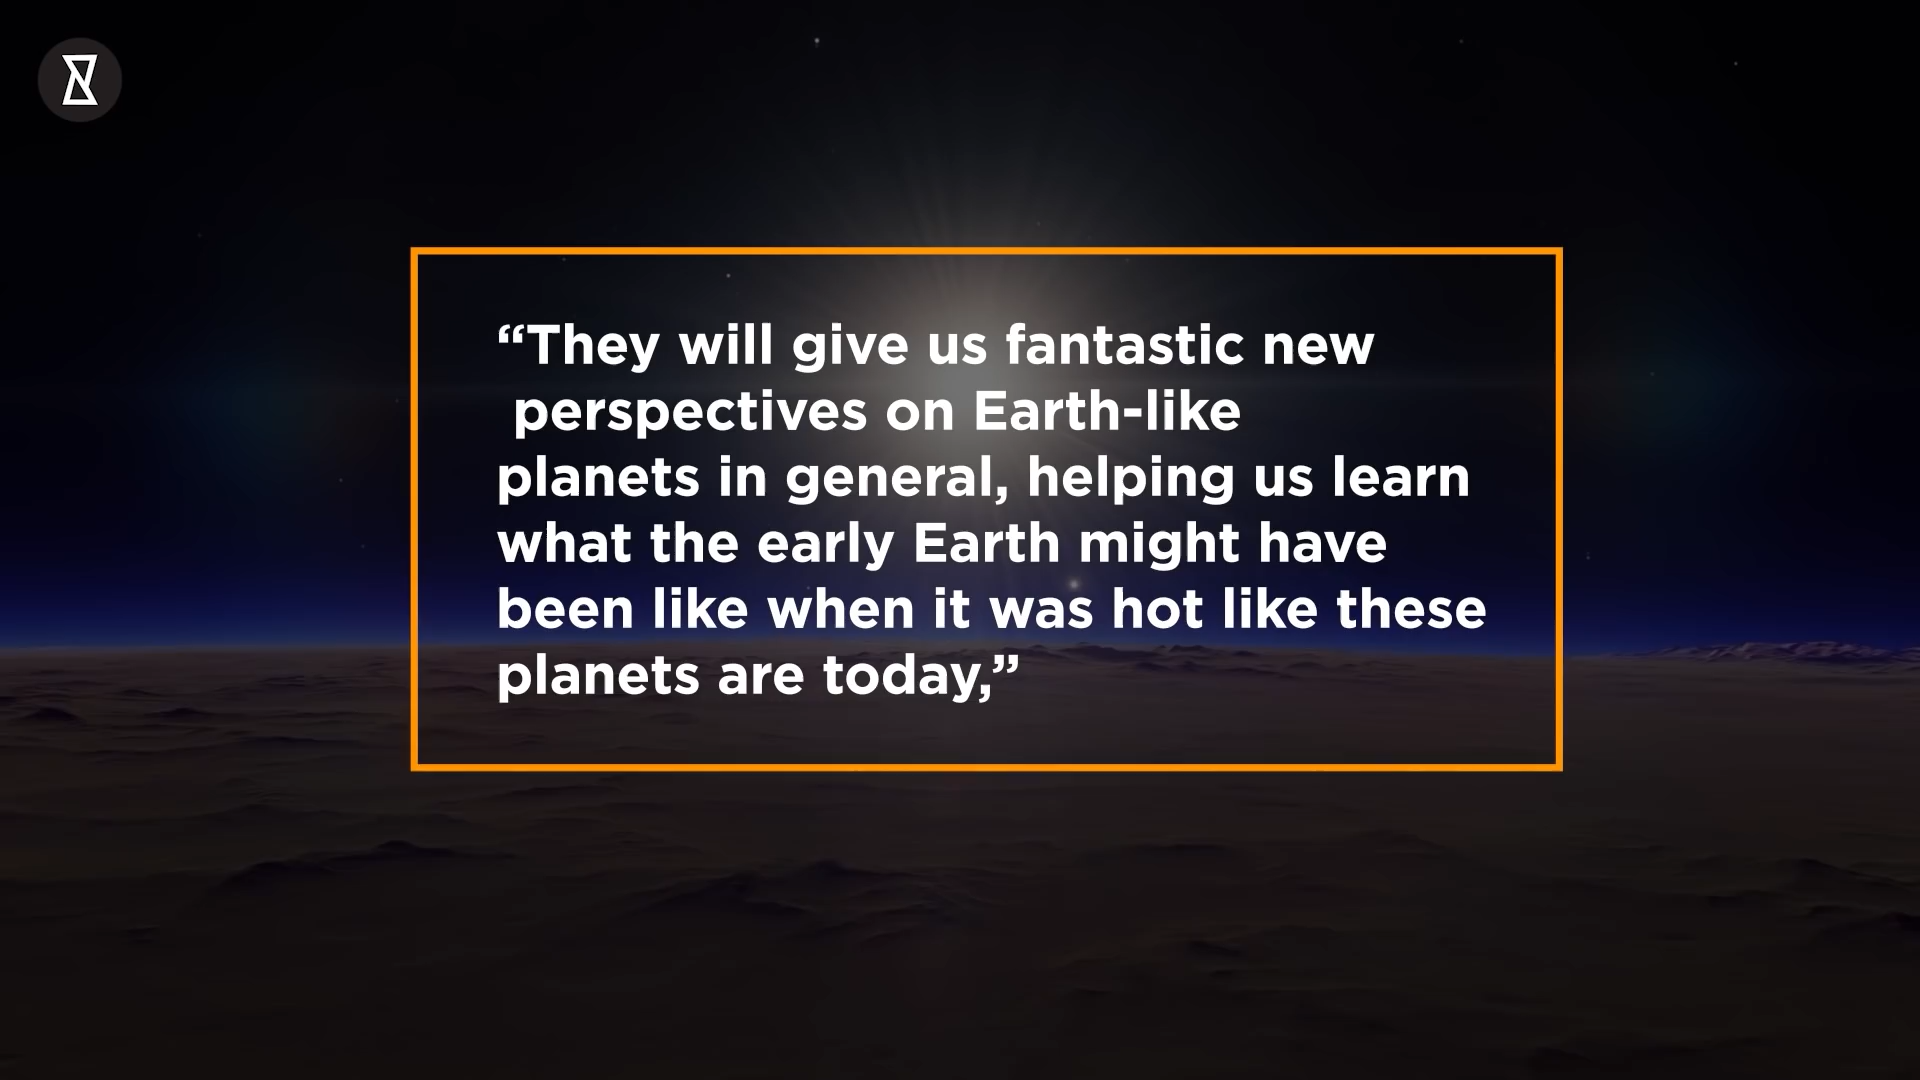 “They will give us fantastic new
perspectives on Earth-like
planets in general, helping us learn
what the early Earth might have
been like when it was hot like these
planets are today,”